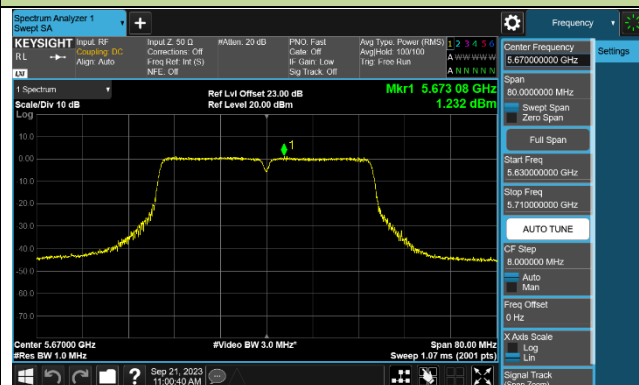 Spectrum Analyzer 1
Swept SA
Frequency
KEYSIGHT
Input: RF
Coupling: DC
Align: Auto
Input Z: 50 Ω
Corrections: Off
Freq Ref: Int (S)
NFE: Off
#Atten: 20 dB
PNO: Fast
Gate: Off
IF Gain: Low
Sig Track: Off
Avg Type: Power (RMS)
Avg|Hold: 100/100
Trig: Free Run
1 2 3 4 5 6
A W W W W W
A N N N N N
RL
LXI
1 Spectrum
Scale/Div 10 dB
Log
Ref Lvl Offset 23.00 dB
Ref Level 20.00 dBm
Mkr1 5.673 08 GHz
1.232 dBm
10.0
0.00
-10.0
-20.0
-30.0
-40.0
-50.0
-60.0
-70.0
1
Center 5.67000 GHz
#Res BW 1.0 MHz
#Video BW 3.0 MHz*
Span 80.00 MHz
Sweep 1.07 ms (2001 pts)
Center Frequency
5.670000000 GHz
Settings
Span
80.0000000 MHz
Swept Span
Zero Span
Full Span
Start Freq
5.630000000 GHz
Stop Freq
5.710000000 GHz
AUTO TUNE
CF Step
8.000000 MHz
Auto
Man
Freq Offset
0 Hz
X Axis Scale
Log
Lin
Signal Track
(Span Zoom)
Sep 21, 2023
11:00:40 AM